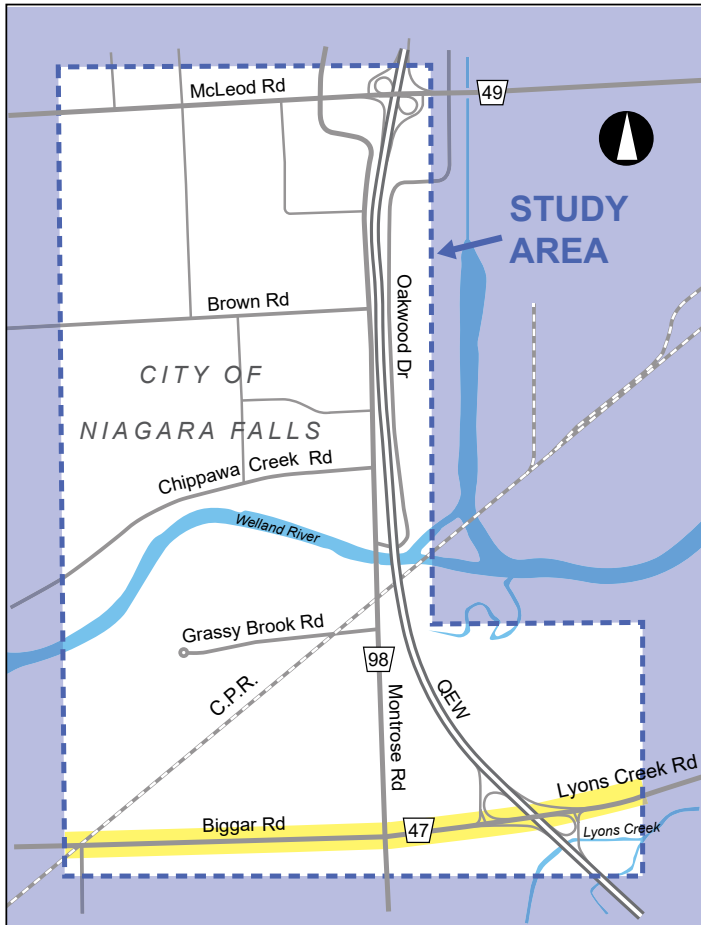 McLeod Rd
49
STUDY
AREA
Oakwood Dr
Brown Rd
CITY OF
NIAGARA FALLS
Chippawa Creek Rd
Welland River
Grassy Brook Rd
98
C.P.R.
Montrose Rd
QEW
Lyons Creek Rd
Biggar Rd
47
Lyons Creek